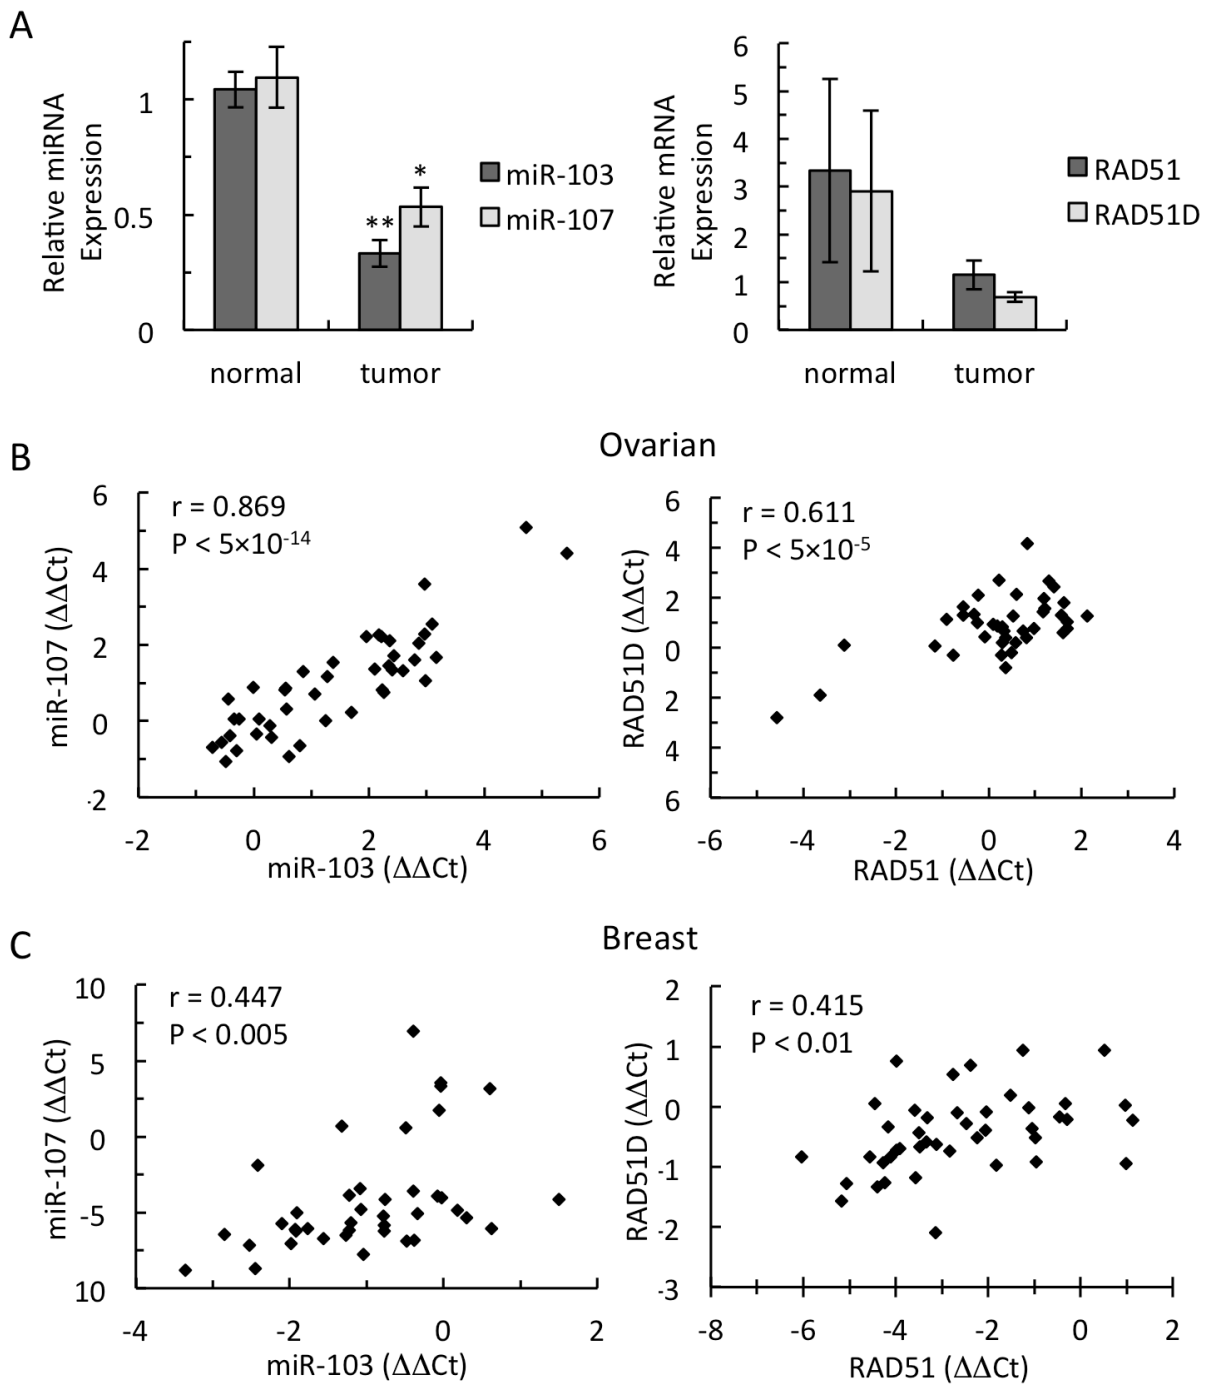 A
Relative miRNA
Expression
1
0.5
0
normal
tumor
**
*
miR-103
miR-107
Relative mRNA
Expression
6
5
4
3
2
1
0
normal
tumor
RAD51
RAD51D
B
Ovarian
miR-107 (ΔΔCt)
6
4
2
0
-2
r = 0.869
P < 5×10⁻¹⁴
-2
0
2
4
6
miR-103 (ΔΔCt)
RAD51D (ΔΔCt)
6
4
2
0
2
4
6
r = 0.611
P < 5×10⁻⁵
-6
-4
-2
0
2
4
RAD51 (ΔΔCt)
C
Breast
miR-107 (ΔΔCt)
10
5
0
-5
10
r = 0.447
P < 0.005
-4
-2
0
2
miR-103 (ΔΔCt)
RAD51D (ΔΔCt)
2
1
0
-1
-2
-3
r = 0.415
P < 0.01
-8
-6
-4
-2
0
2
RAD51 (ΔΔCt)